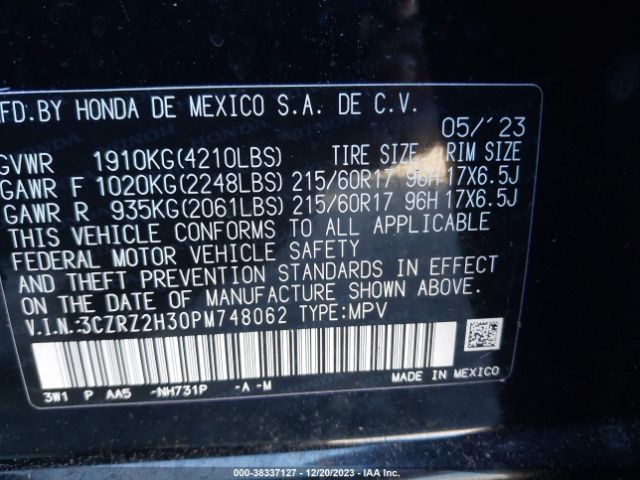 MFD.BY HONDA DE MEXICO S.A. DE C.V.
05/'23
GVWR 1910KG(4210LBS) TIRE SIZE RIM SIZE
GAWR F 1020KG(2248LBS) 215/60R17 96H 17X6.5J
GAWR R 935KG(2061LBS) 215/60R17 96H 17X6.5J
THIS VEHICLE CONFORMS TO ALL APPLICABLE
FEDERAL MOTOR VEHICLE SAFETY
AND THEFT PREVENTION STANDARDS IN EFFECT
ON THE DATE OF MANUFACTURE SHOWN ABOVE.
V.I.N.:3CZRZ2H30PM748062 TYPE:MPV
3W1 P AA5 -NH731P -A-M
MADE IN MEXICO
000-38337127 - 12/20/2023 - IAA Inc.